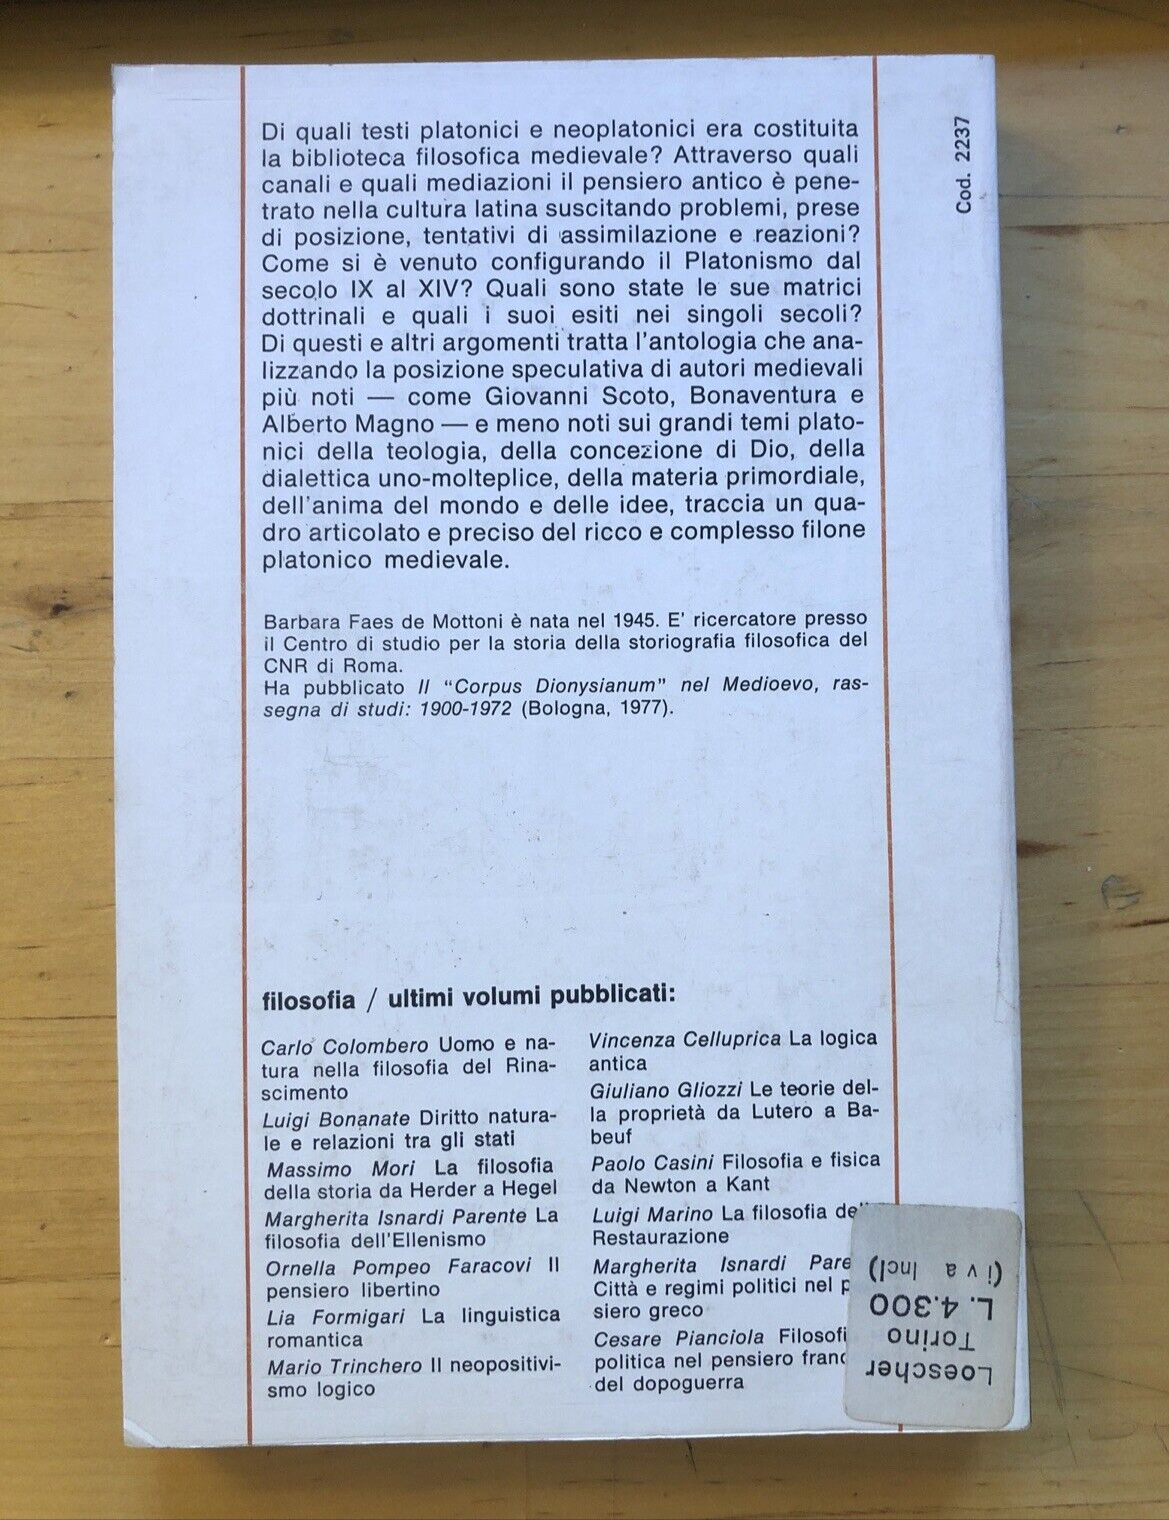 Di quali testi platonici e neoplatonici era costituita
la biblioteca filosofica medievale? Attraverso quali
canali e quali mediazioni il pensiero antico è pene-
trato nella cultura latina suscitando problemi, prese
di posizione, tentativi di assimilazione e reazioni?
Come si è venuto configurando il Platonismo dal
secolo IX al XIV? Quali sono state le sue matrici
dottrinali e quali i suoi esiti nei singoli secoli?
Di questi e altri argomenti tratta l'antologia che ana-
lizzando la posizione speculativa di autori medievali
più noti — come Giovanni Scoto, Bonaventura e
Alberto Magno — e meno noti sui grandi temi plato-
nici della teologia, della concezione di Dio, della
dialettica uno-molteplice, della materia primordiale,
dell'anima del mondo e delle idee, traccia un qua-
dro articolato e preciso del ricco e complesso filone
platonico medievale.
Barbara Faes de Mottoni è nata nel 1945. E' ricercatore presso
il Centro di studio per la storia della storiografia filosofica del
CNR di Roma.
Ha pubblicato Il “Corpus Dionysianum” nel Medioevo, ras-
segna di studi: 1900-1972 (Bologna, 1977).
Cod. 2237
filosofia / ultimi volumi pubblicati:
Carlo Colombero Uomo e na-
tura nella filosofia del Rina-
scimento
Luigi Bonanate Diritto natura-
le e relazioni tra gli stati
Massimo Mori La filosofia
della storia da Herder a Hegel
Margherita Isnardi Parente La
filosofia dell'Ellenismo
Ornella Pompeo Faracovi Il
pensiero libertino
Lia Formigari La linguistica
romantica
Mario Trinchero Il neopositivi-
smo logico
Vincenza Celluprica La logica
antica
Giuliano Gliozzi Le teorie del-
la proprietà da Lutero a Ba-
beuf
Paolo Casini Filosofia e fisica
da Newton a Kant
Luigi Marino La filosofia de
Restaurazione
Margherita Isnardi Pare
Città e regimi politici nel p
siero greco
Cesare Pianciola Filosofi
politica nel pensiero franc
del dopoguerra
Loescher
Torino
L. 4.300
(iva incl)